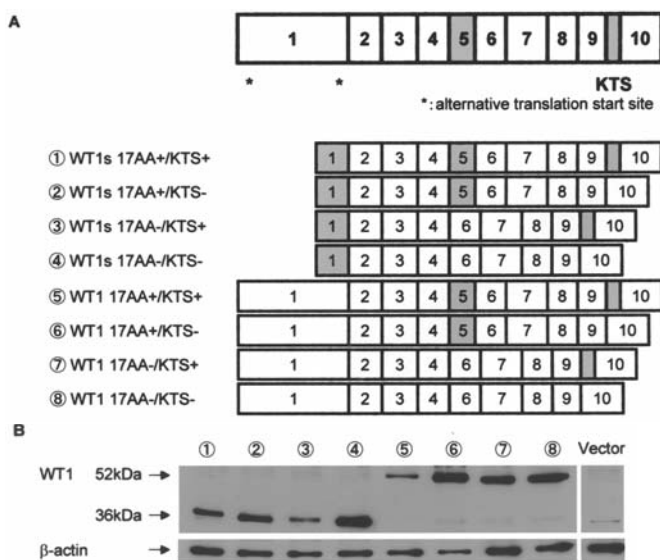 A
1 2 3 4 5 6 7 8 9 10
* *
KTS
*: alternative translation start site
① WT1s 17AA+/KTS+ 1 2 3 4 5 6 7 8 9 10
② WT1s 17AA+/KTS- 1 2 3 4 5 6 7 8 9 10
③ WT1s 17AA-/KTS+ 1 2 3 4 6 7 8 9 10
④ WT1s 17AA-/KTS- 1 2 3 4 6 7 8 9 10
⑤ WT1 17AA+/KTS+ 1 2 3 4 5 6 7 8 9 10
⑥ WT1 17AA+/KTS- 1 2 3 4 5 6 7 8 9 10
⑦ WT1 17AA-/KTS+ 1 2 3 4 6 7 8 9 10
⑧ WT1 17AA-/KTS- 1 2 3 4 6 7 8 9 10
B
① ② ③ ④ ⑤ ⑥ ⑦ ⑧ Vector
WT1 52kDa →
36kDa →
β-actin →